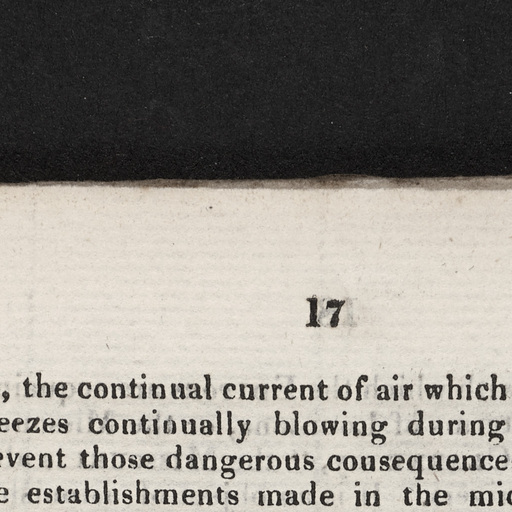 17
, the continual current of air which
eezes continually blowing during
event those dangerous cousequence
e establishments made in the mid